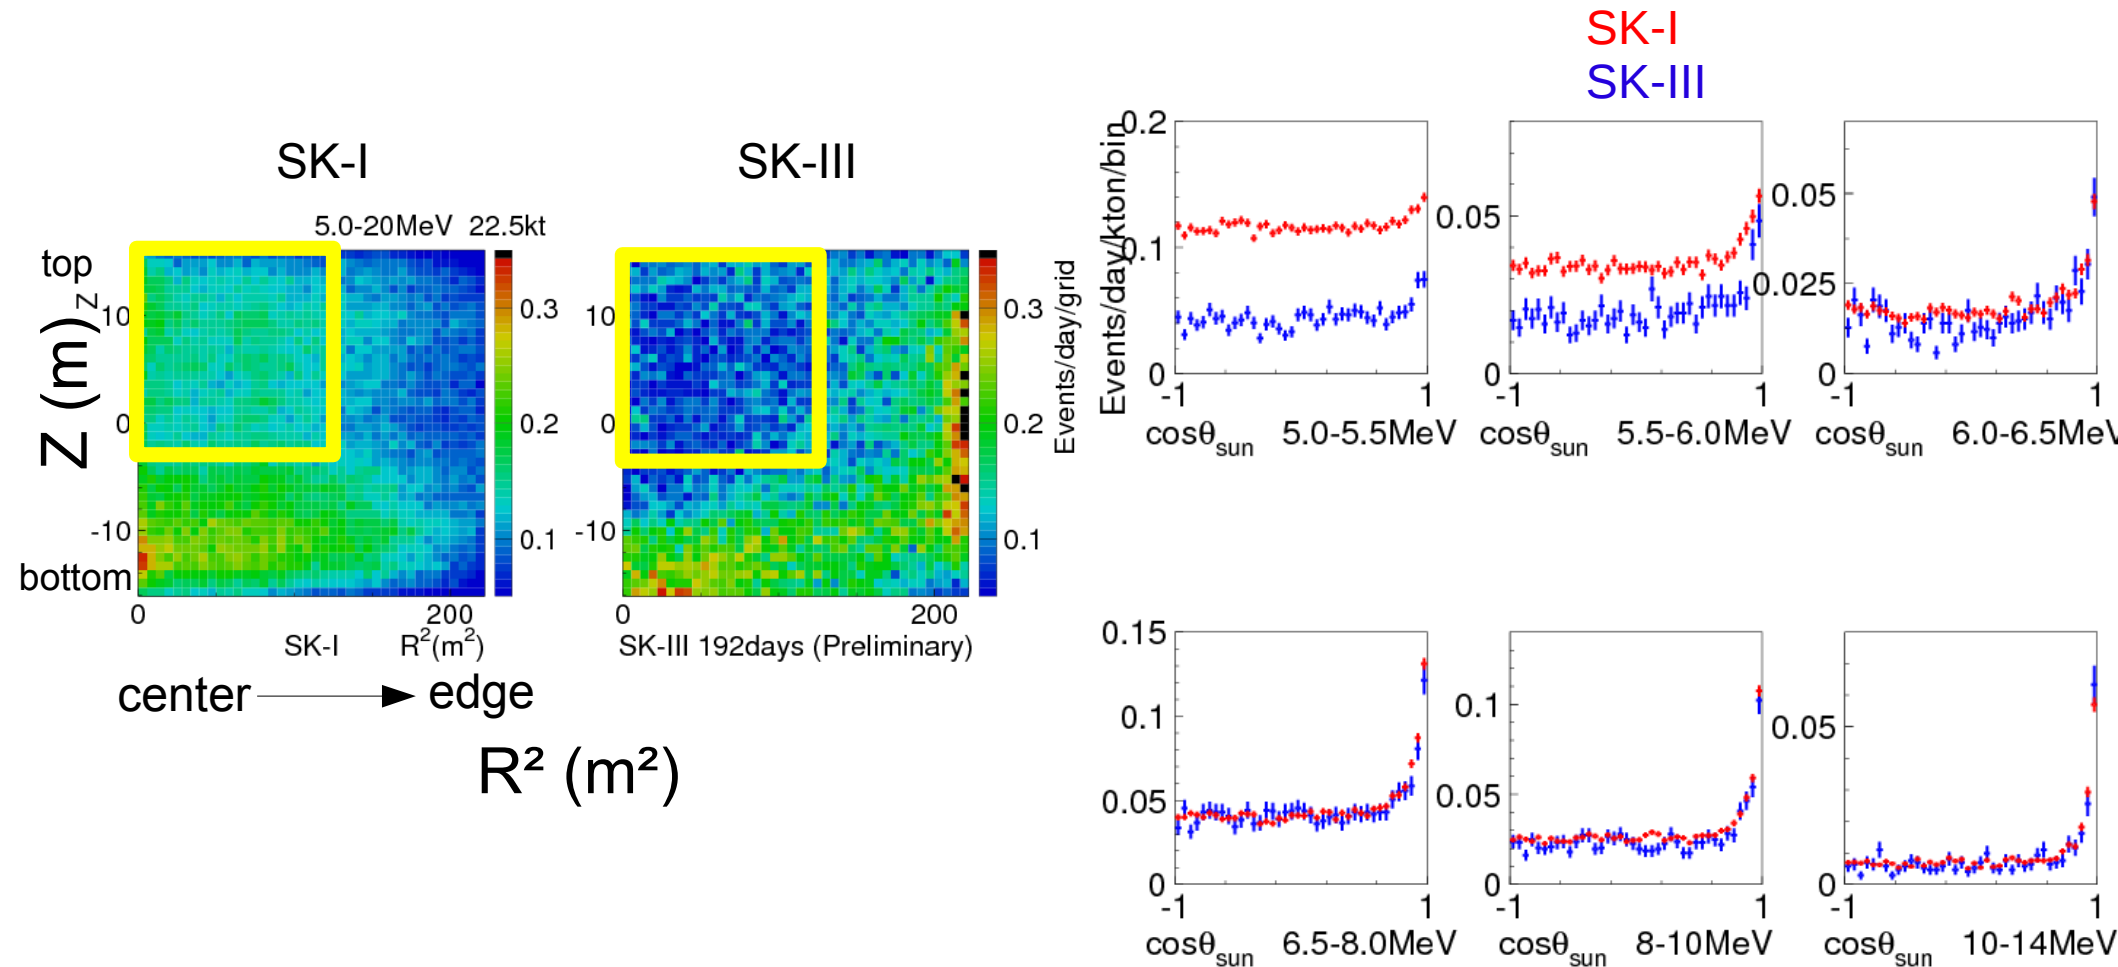 SK-I
SK-III
SK-I
SK-III
5.0-20MeV 22.5kt
top
Z
Z (m)
10
0
-10
bottom
0
200
SK-I
R²(m²)
0.3
0.2
0.1
10
0
-10
0
200
SK-III 192days (Preliminary)
0.3
0.2
0.1
Events/day/grid
center
edge
R² (m²)
Events/day/kton/bin
0.2
0.1
0
-1
1
cosθsun
5.0-5.5MeV
0.05
0
-1
1
cosθsun
5.5-6.0MeV
0.05
0.025
0
-1
1
cosθsun
6.0-6.5MeV
0.15
0.1
0.05
0
-1
1
cosθsun
6.5-8.0MeV
0.1
0.05
0
-1
1
cosθsun
8-10MeV
0.05
0
-1
1
cosθsun
10-14MeV